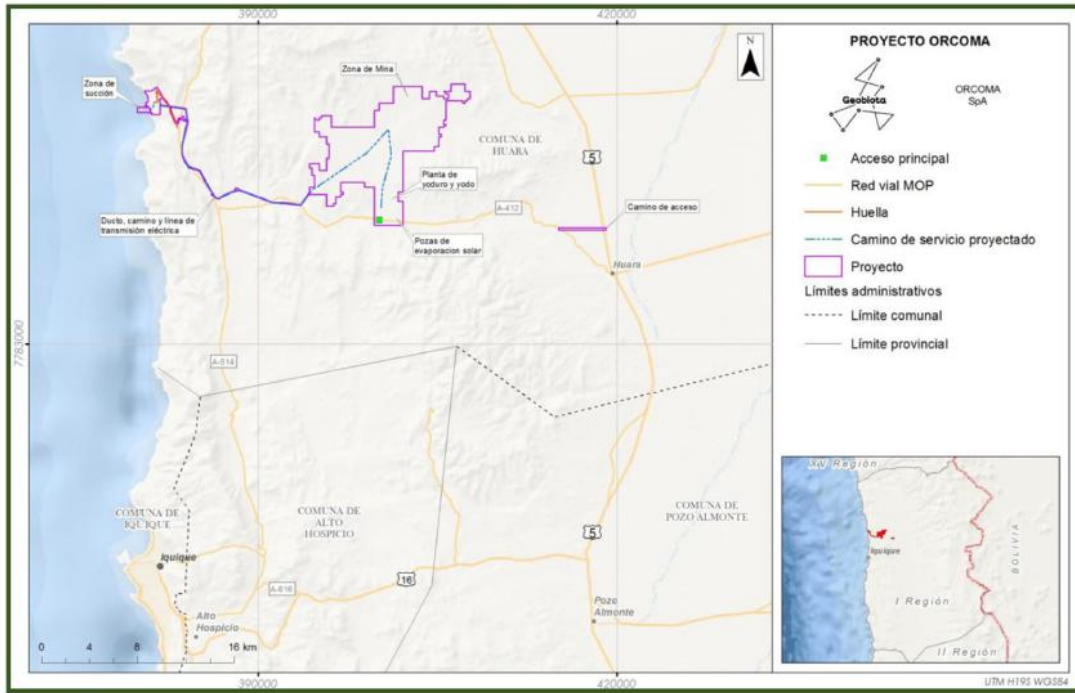 390000
420000
N
Zona de
succión
Zona de Mina
COMUNA DE
HUARA
5
Planta de
yoduro y yodo
A-412
Camino de acceso
Ducto, camino y línea de
transmisión eléctrica
Pozas de
evaporacion solar
Huara
7783000
A-514
COMUNA DE
IQUIQUE
COMUNA DE
ALTO
HOSPICIO
COMUNA DE
POZO ALMONTE
5
Iquique
16
A-616
Alto
Hospicio
Pozo
Almonte
0 4 8 16 km
390000
420000
PROYECTO ORCOMA
Geobiota
ORCOMA
SpA
Acceso principal
Red vial MOP
Huella
Camino de servicio proyectado
Proyecto
Límites administrativos
Límite comunal
Límite provincial
XV Región
Iquique
BOLIVIA
I Región
II Región
UTM H19S WGS84